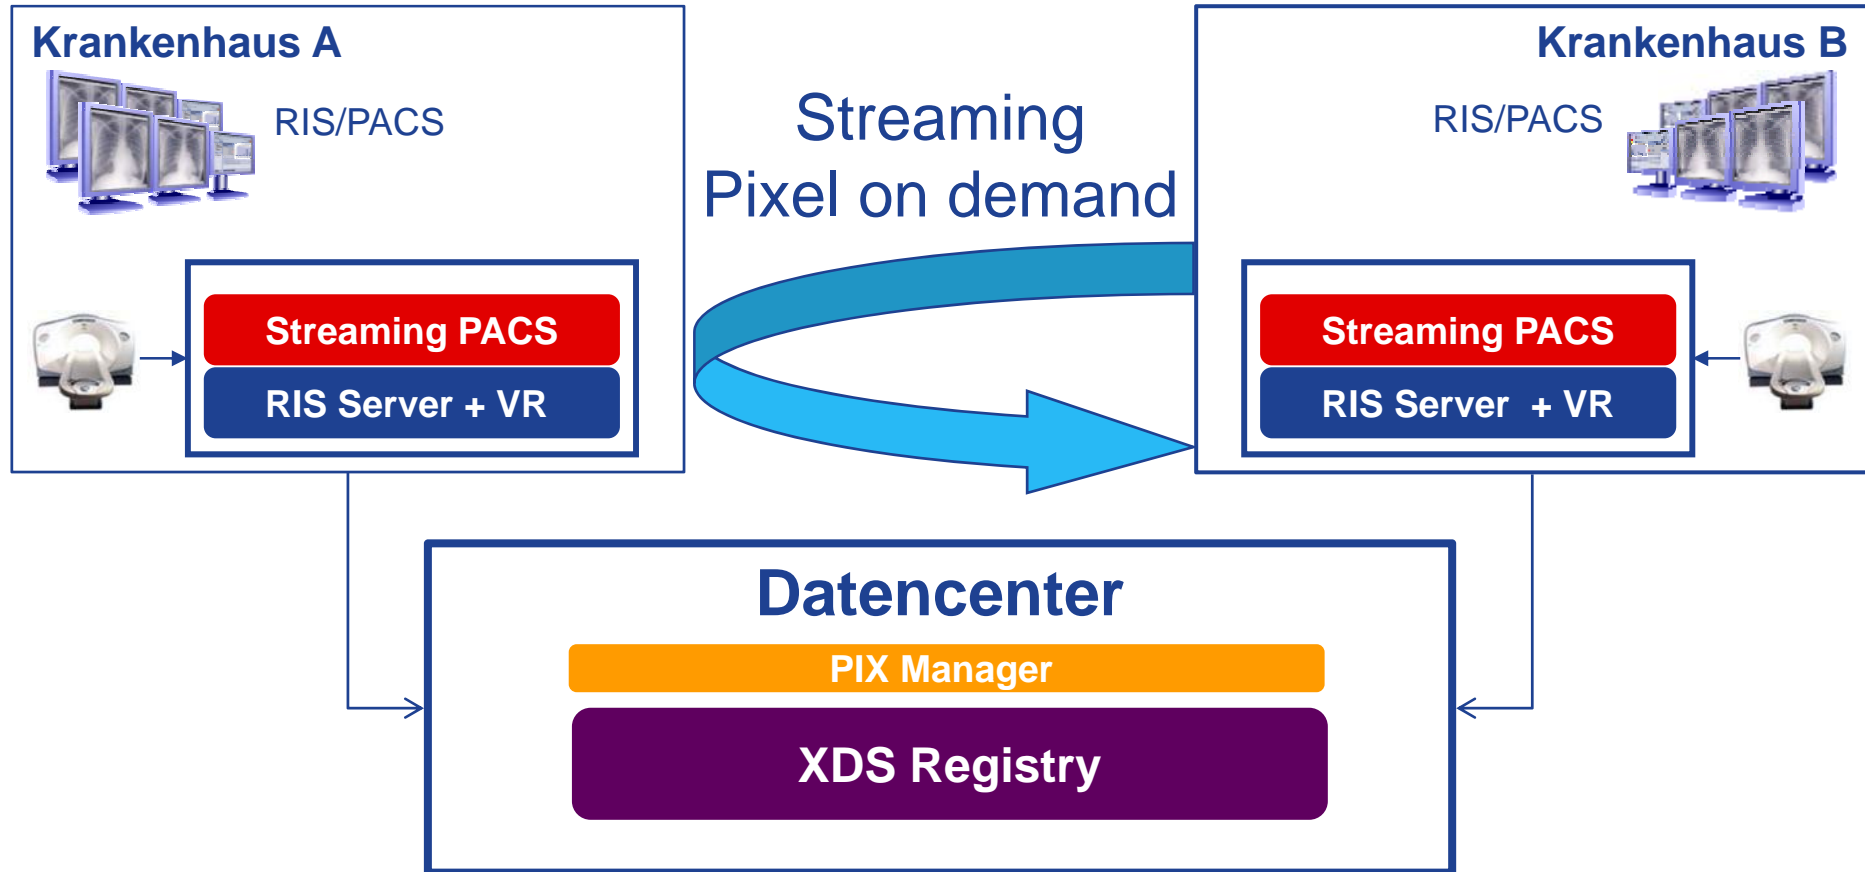 Krankenhaus A
RIS/PACS
Streaming PACS
RIS Server + VR
Streaming
Pixel on demand
Krankenhaus B
RIS/PACS
Streaming PACS
RIS Server + VR
Datencenter
PIX Manager
XDS Registry